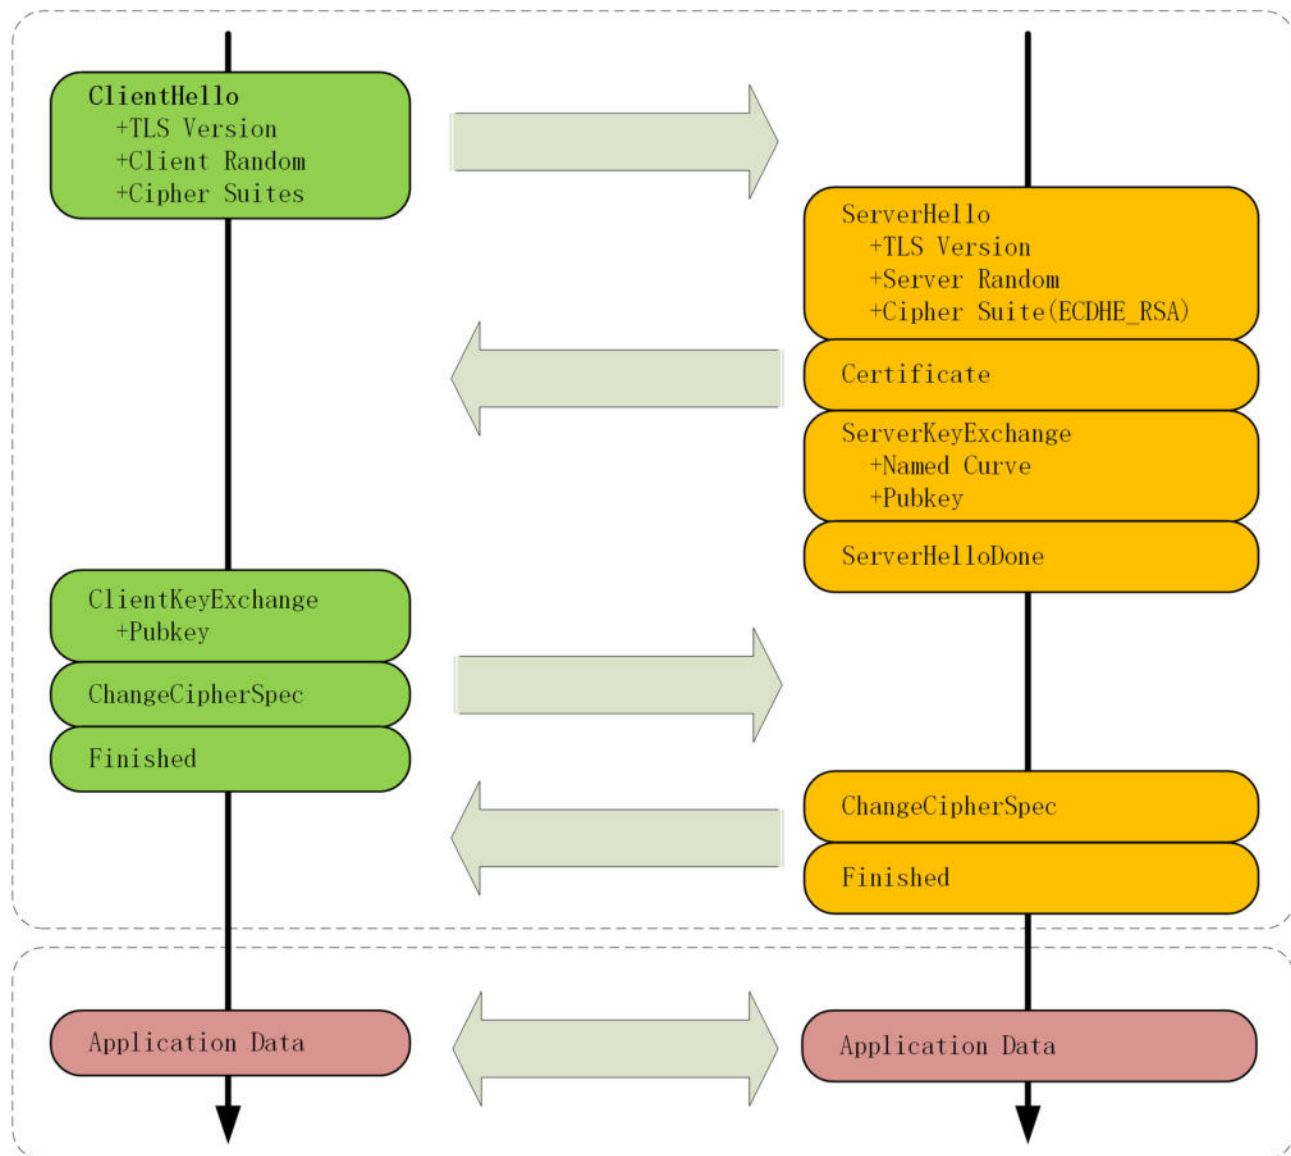 ClientHello
+TLS Version
+Client Random
+Cipher Suites
ServerHello
+TLS Version
+Server Random
+Cipher Suite(ECDHE_RSA)
Certificate
ServerKeyExchange
+Named Curve
+Pubkey
ServerHelloDone
ClientKeyExchange
+Pubkey
ChangeCipherSpec
Finished
ChangeCipherSpec
Finished
Application Data
Application Data